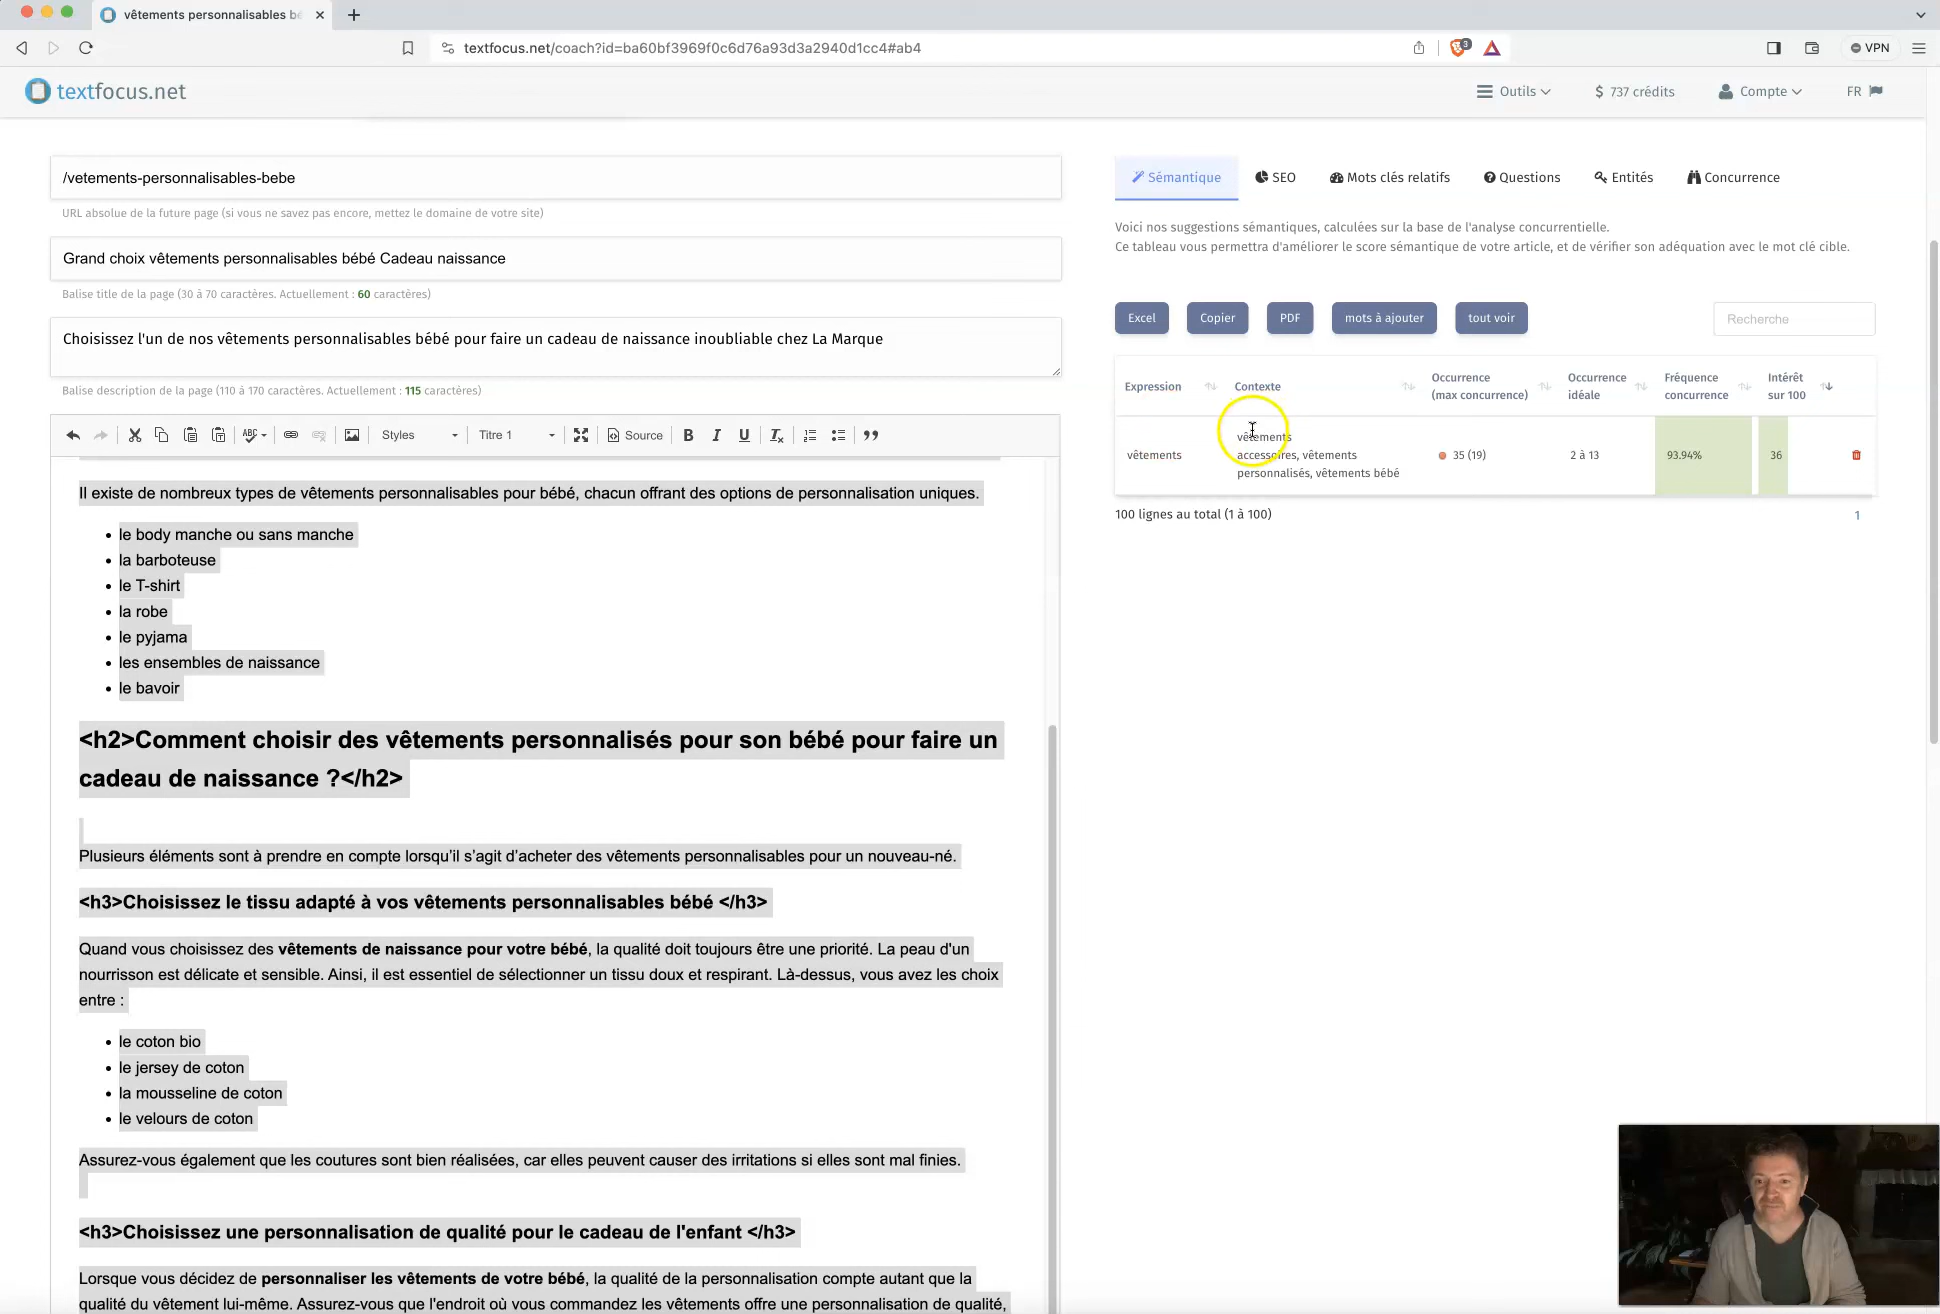 vêtements personnalisables bé
textfocus.net/coach?id=ba60bf3969f0c6d76a93d3a2940d1cc4#ab4
3
VPN
textfocus.net
Outils
$ 737 crédits
Compte
FR
/vetements-personnalisables-bebe
URL absolue de la future page (si vous ne savez pas encore, mettez le domaine de votre site)
Grand choix vêtements personnalisables bébé Cadeau naissance
Balise title de la page (30 à 70 caractères. Actuellement : 60 caractères)
Choisissez l'un de nos vêtements personnalisables bébé pour faire un cadeau de naissance inoubliable chez La Marque
Balise description de la page (110 à 170 caractères. Actuellement : 115 caractères)
ABC
Styles
Titre 1
Source
B I U Tx
Il existe de nombreux types de vêtements personnalisables pour bébé, chacun offrant des options de personnalisation uniques.
• le body manche ou sans manche
• la barboteuse
• le T-shirt
• la robe
• le pyjama
• les ensembles de naissance
• le bavoir
<h2>Comment choisir des vêtements personnalisés pour son bébé pour faire un
cadeau de naissance ?</h2>
Plusieurs éléments sont à prendre en compte lorsqu’il s’agit d’acheter des vêtements personnalisables pour un nouveau-né.
<h3>Choisissez le tissu adapté à vos vêtements personnalisables bébé </h3>
Quand vous choisissez des vêtements de naissance pour votre bébé, la qualité doit toujours être une priorité. La peau d'un
nourrisson est délicate et sensible. Ainsi, il est essentiel de sélectionner un tissu doux et respirant. Là-dessus, vous avez les choix
entre :
• le coton bio
• le jersey de coton
• la mousseline de coton
• le velours de coton
Assurez-vous également que les coutures sont bien réalisées, car elles peuvent causer des irritations si elles sont mal finies.
<h3>Choisissez une personnalisation de qualité pour le cadeau de l'enfant </h3>
Lorsque vous décidez de personnaliser les vêtements de votre bébé, la qualité de la personnalisation compte autant que la
qualité du vêtement lui-même. Assurez-vous que l'endroit où vous commandez les vêtements offre une personnalisation de qualité,
Sémantique
SEO
Mots clés relatifs
Questions
Entités
Concurrence
Voici nos suggestions sémantiques, calculées sur la base de l'analyse concurrentielle.
Ce tableau vous permettra d'améliorer le score sémantique de votre article, et de vérifier son adéquation avec le mot clé cible.
Excel
Copier
PDF
mots à ajouter
tout voir
Recherche
Expression
Contexte
Occurrence
(max concurrence)
Occurrence
idéale
Fréquence
concurrence
Intérêt
sur 100
vêtements
vêtements
accessoires, vêtements
personnalisés, vêtements bébé
35 (19)
2 à 13
93.94%
36
100 lignes au total (1 à 100)
1